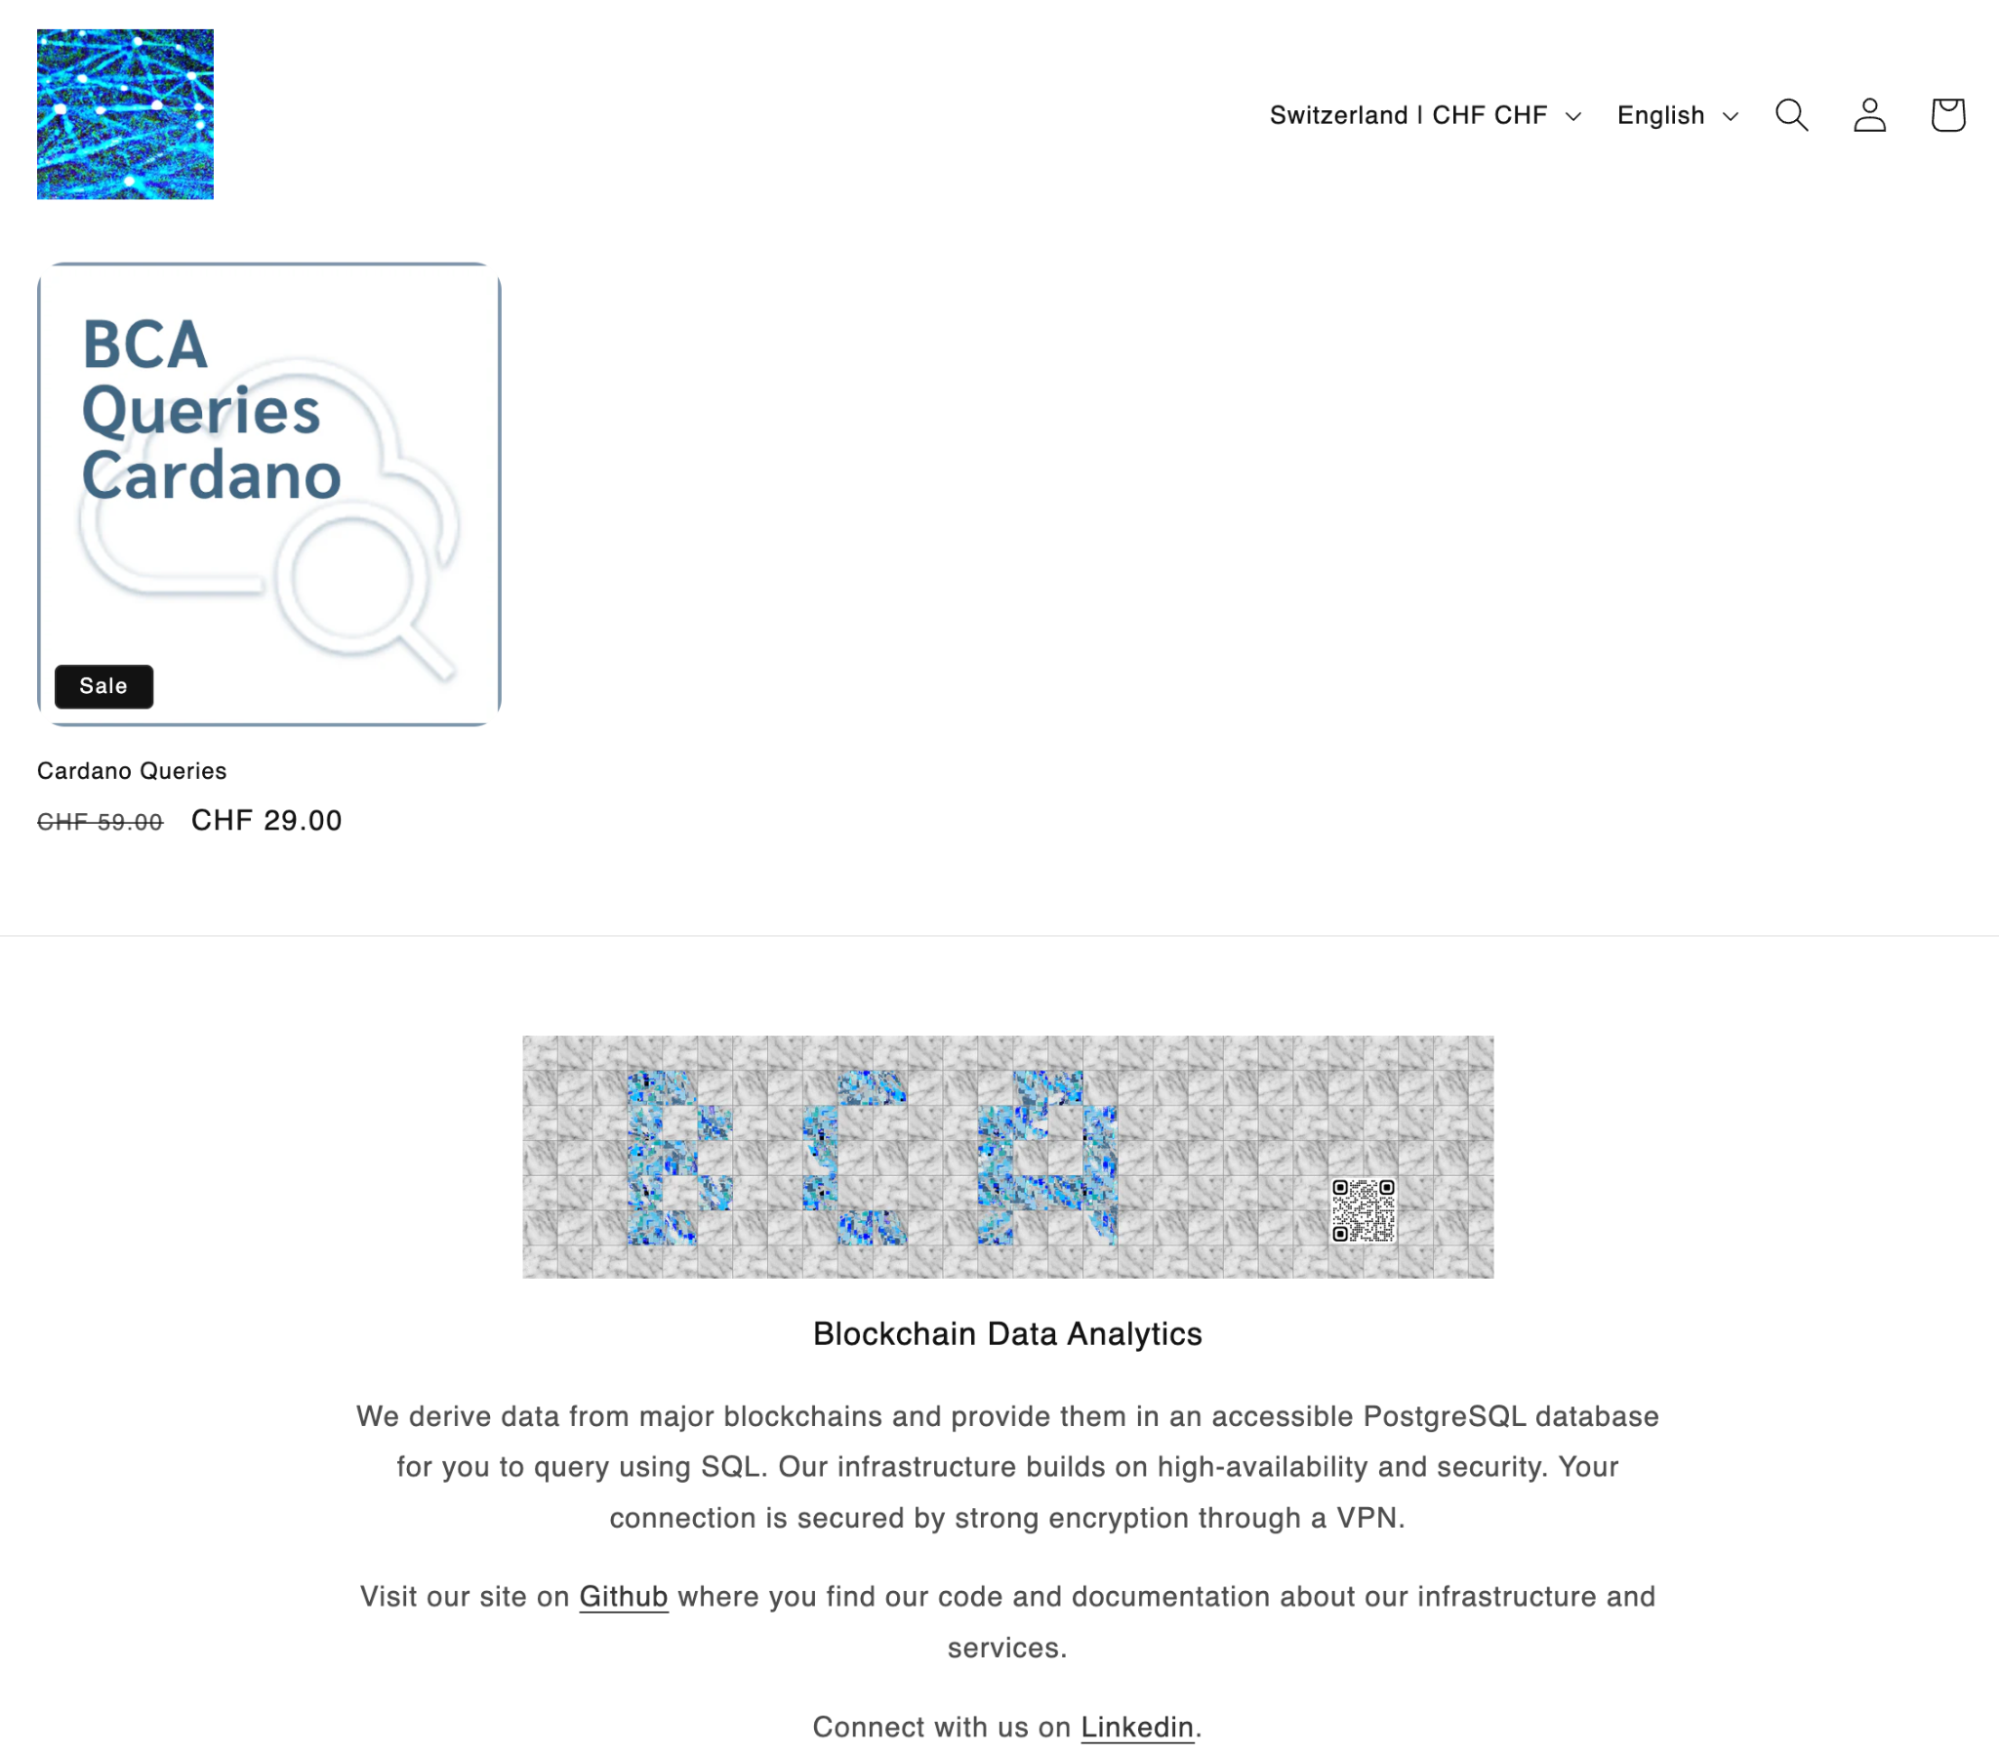 Switzerland | CHF CHF
English
BCA
Queries
Cardano
Sale
Cardano Queries
CHF 59.00 CHF 29.00
BCA
Blockchain Data Analytics
We derive data from major blockchains and provide them in an accessible PostgreSQL database
for you to query using SQL. Our infrastructure builds on high-availability and security. Your
connection is secured by strong encryption through a VPN.
Visit our site on Github where you find our code and documentation about our infrastructure and
services.
Connect with us on Linkedin.